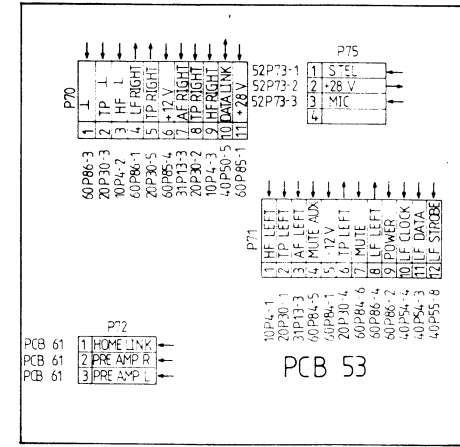 P70
1 ⊥ 60P86-3
2 TP ⊥ 20P30-3
3 HF ⊥ 10P4-2
4 LF RIGHT 60P86-1
5 TP RIGHT 20P30-5
6 +12 V 60P85-4
7 AF RIGHT 31P13-3
8 TP RIGHT 20P30-2
9 HF RIGHT 10P4-3
10 DATA LINK 40P50-5
11 +28 V 60P85-1
P75
52P73-1 1 S TEL
52P73-2 2 +28 V
52P73-3 3 MIC
4
P71
1 HF LEFT 10P4-1
2 TP LEFT 20P30-1
3 AF LEFT 31P13-3
4 MUTE AUX 60P84-5
5 -12 V 60P84-1
6 TP LEFT 20P30-4
7 MUTE 60P84-6
8 LF LEFT 60P86-4
9 POWER 60P86-2
10 LF CLOCK 40P54-4
11 LF DATA 40P54-3
12 LF STROBE 40P55-8
P72
PCB 61 1 HOME LINK
PCB 61 2 PRE AMP R
PCB 61 3 PRE AMP L
PCB 53